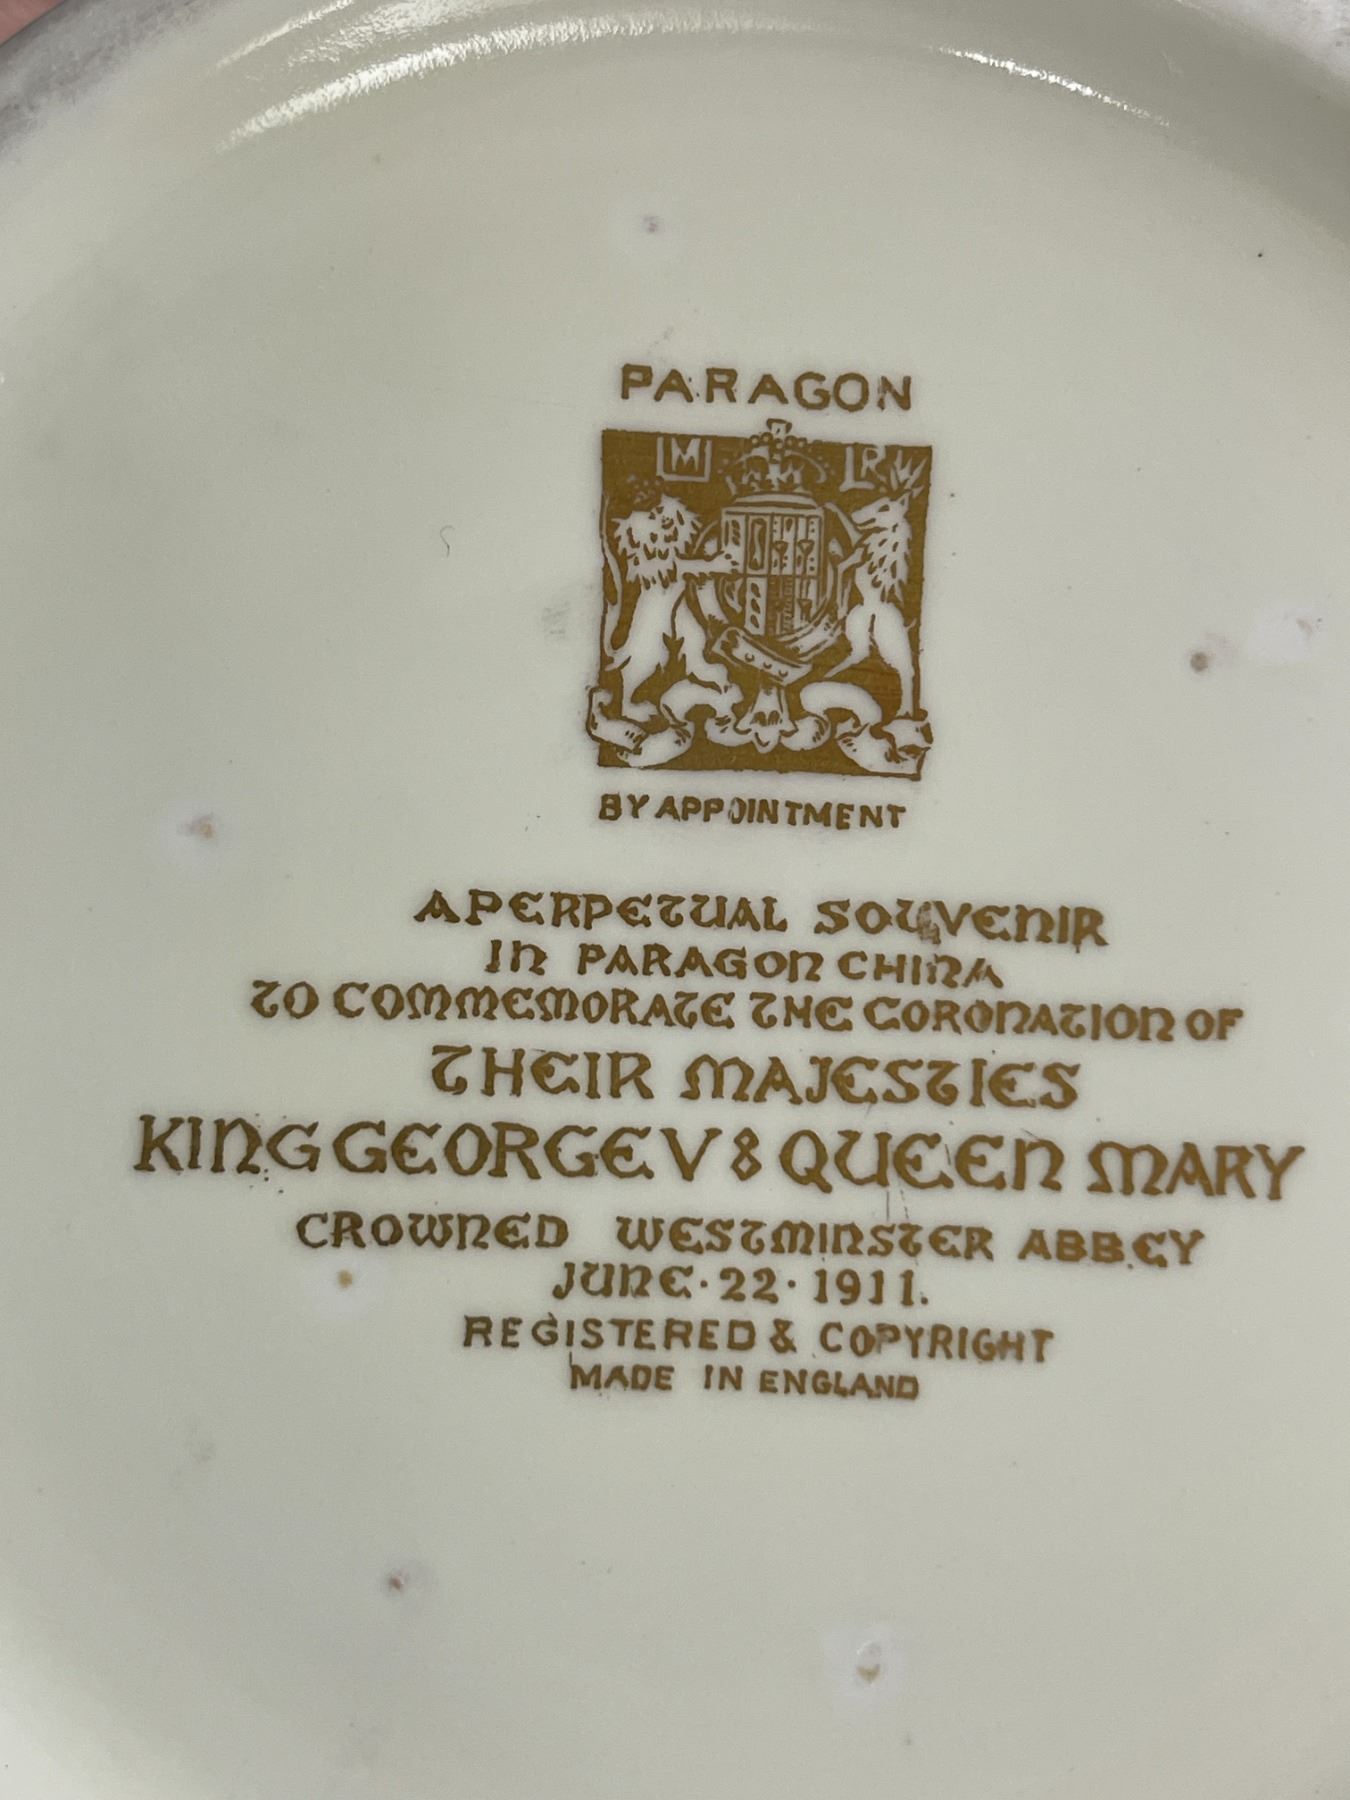 PARAGON
M R
BY APPOINTMENT
A PERPETUAL SOUVENIR
IN PARAGON CHINA
TO COMMEMORATE THE CORONATION OF
THEIR MAJESTIES
KING GEORGE V & QUEEN MARY
CROWNED WESTMINSTER ABBEY
JUNE · 22 · 1911.
REGISTERED & COPYRIGHT
MADE IN ENGLAND